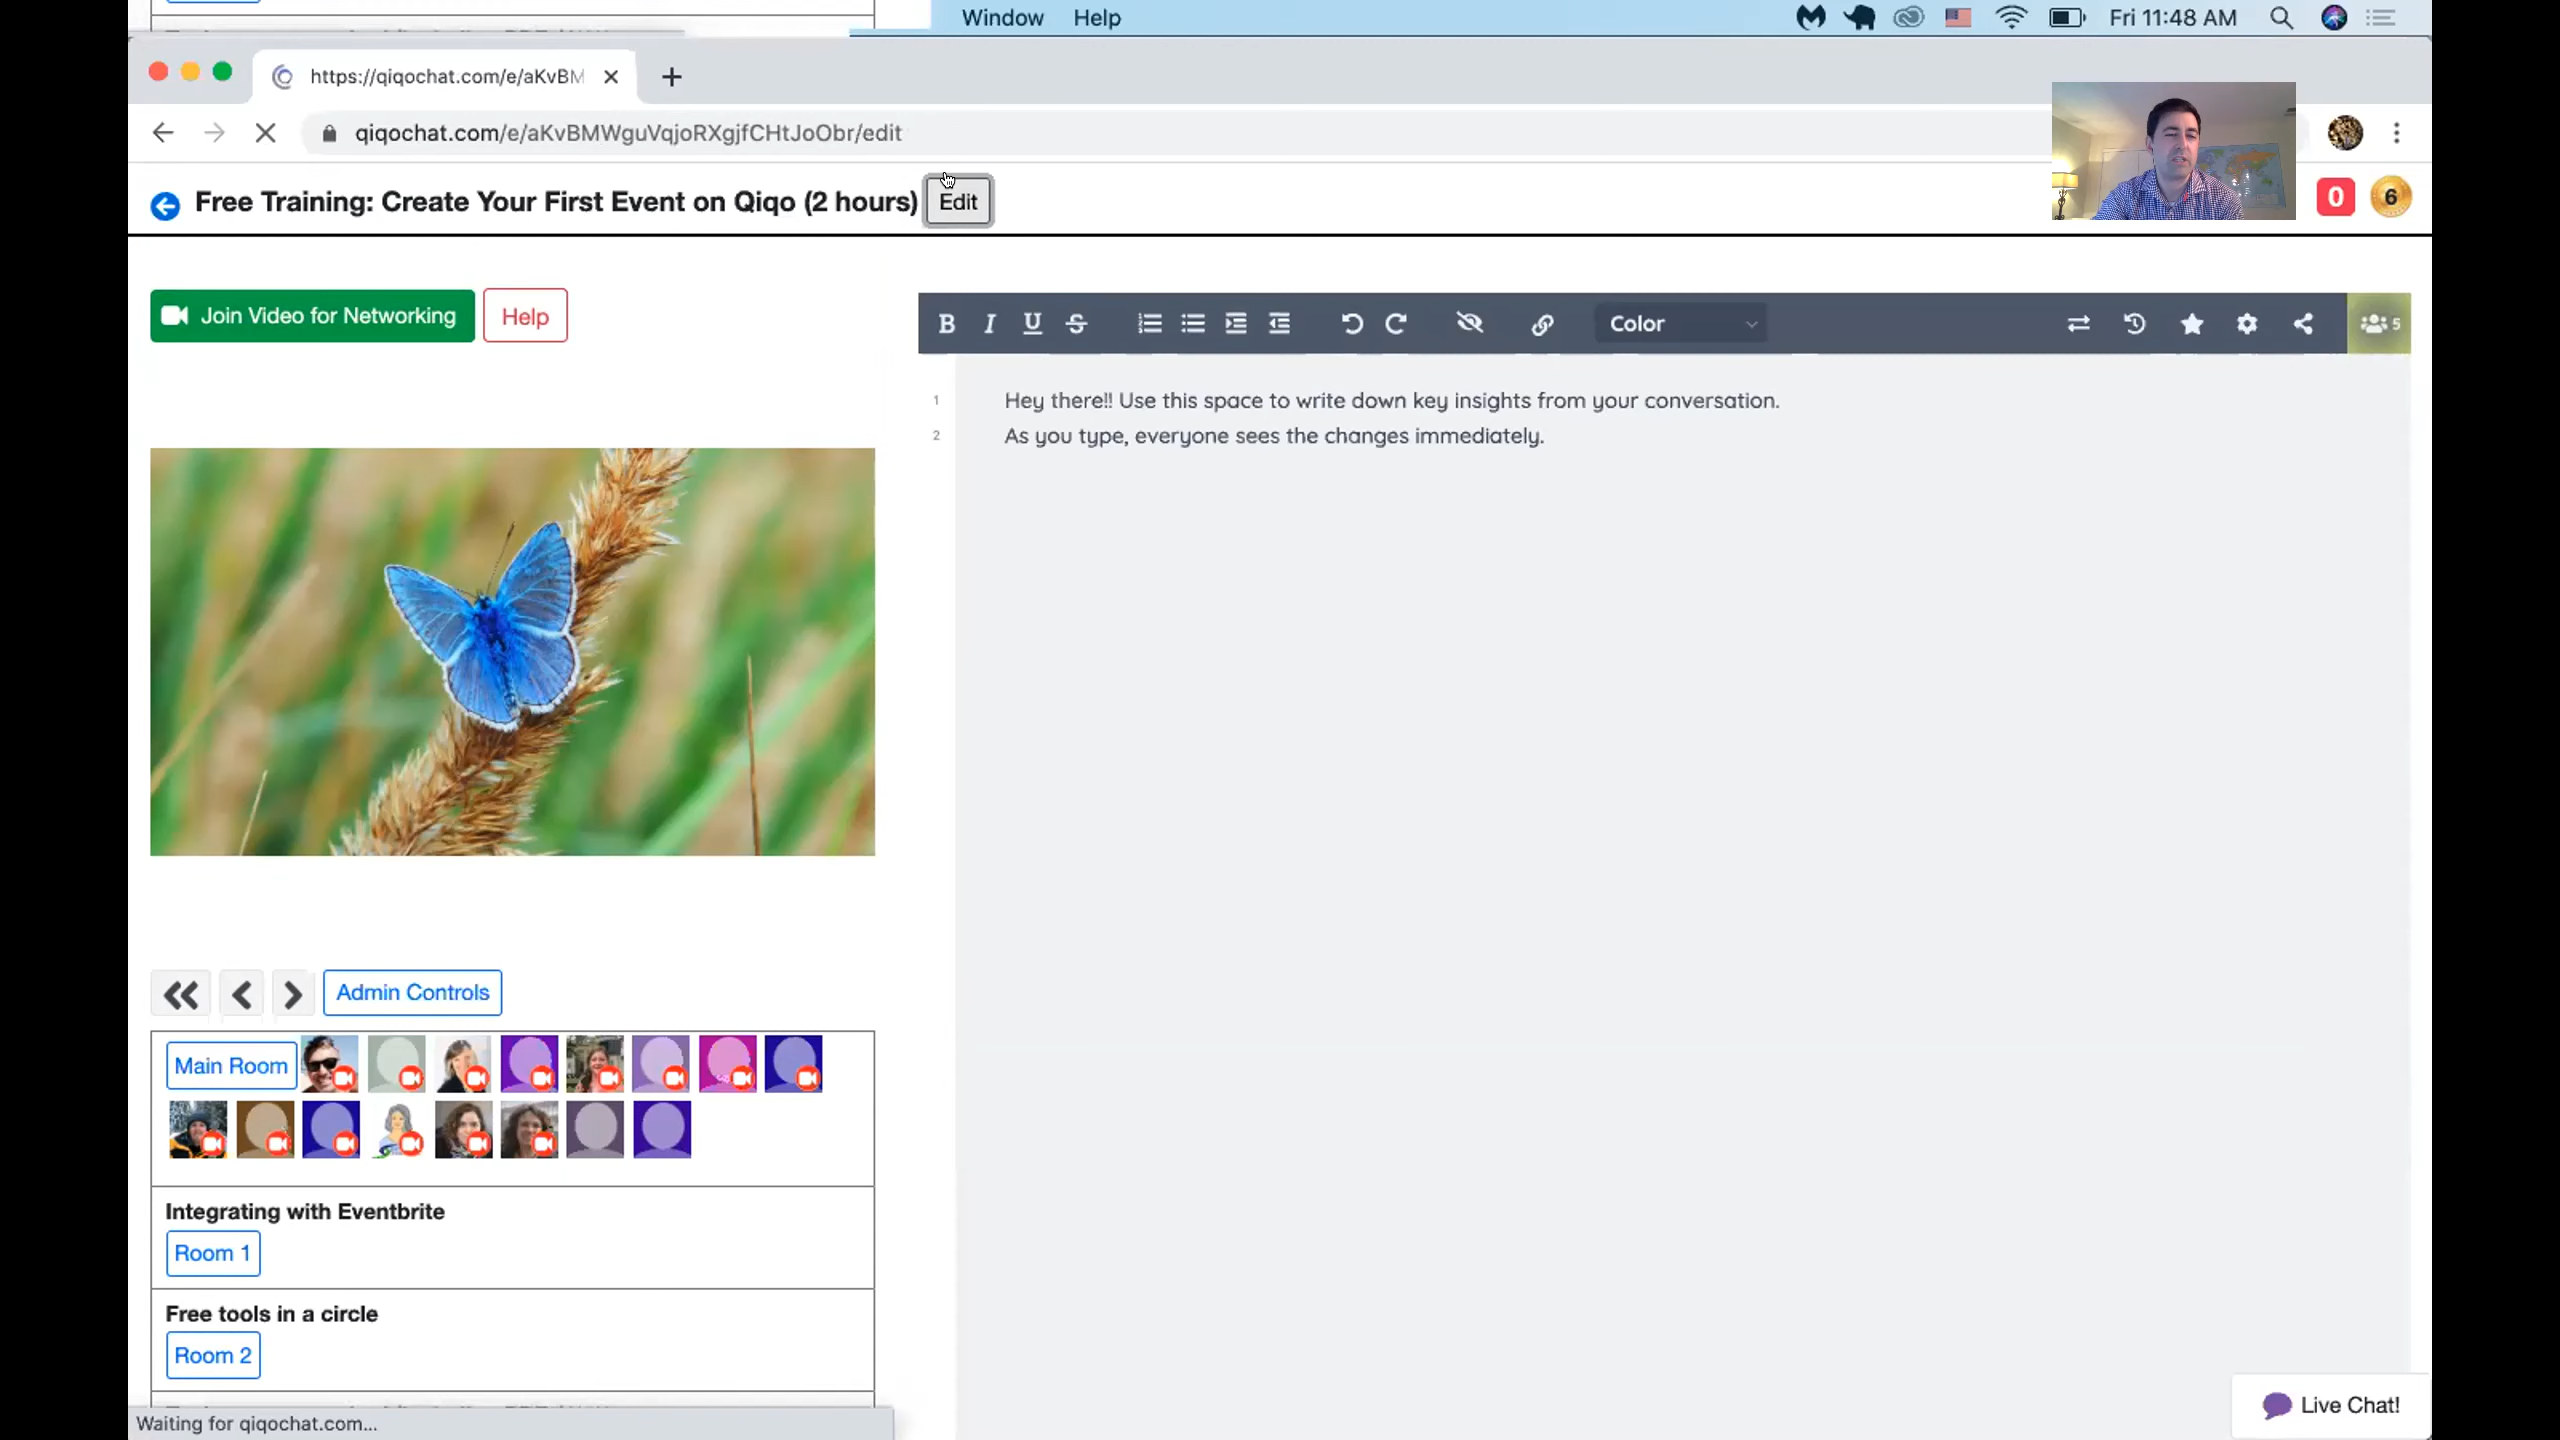 Window Help
Fri 11:48 AM
https://qiqochat.com/e/aKvBM
qiqochat.com/e/aKvBMWguVqjoRXgjfCHtJoObr/edit
Free Training: Create Your First Event on Qiqo (2 hours) Edit
0 6
Join Video for Networking Help
B I U S Color 5
1 Hey there!! Use this space to write down key insights from your conversation.
2 As you type, everyone sees the changes immediately.
Admin Controls
Main Room
Integrating with Eventbrite
Room 1
Free tools in a circle
Room 2
Waiting for qiqochat.com...
Live Chat!